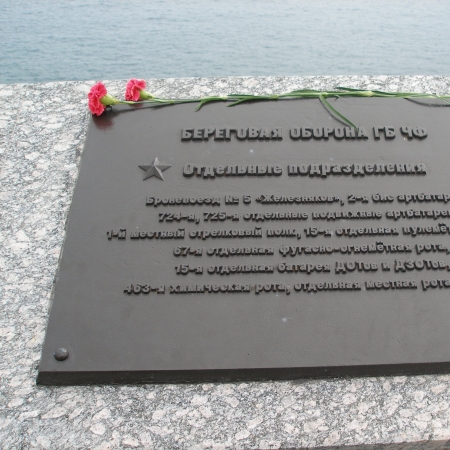 БЕРЕГОВАЯ ОБОРОНА ГБ ЧФ
Отдельные подразделения
Бронепоезд № 5 «Железняков», 2-я бис артбатар
724-я, 725-я отдельные подвижные артбатаре
1-й местный стрелковый полк, 15-я отдельная пулемёт
67-я отдельная фугасно-огнемётная рота,
15-я отдельная батарея ДОТов и ДЗОТов,
463-я химическая рота, отдельная местная рота